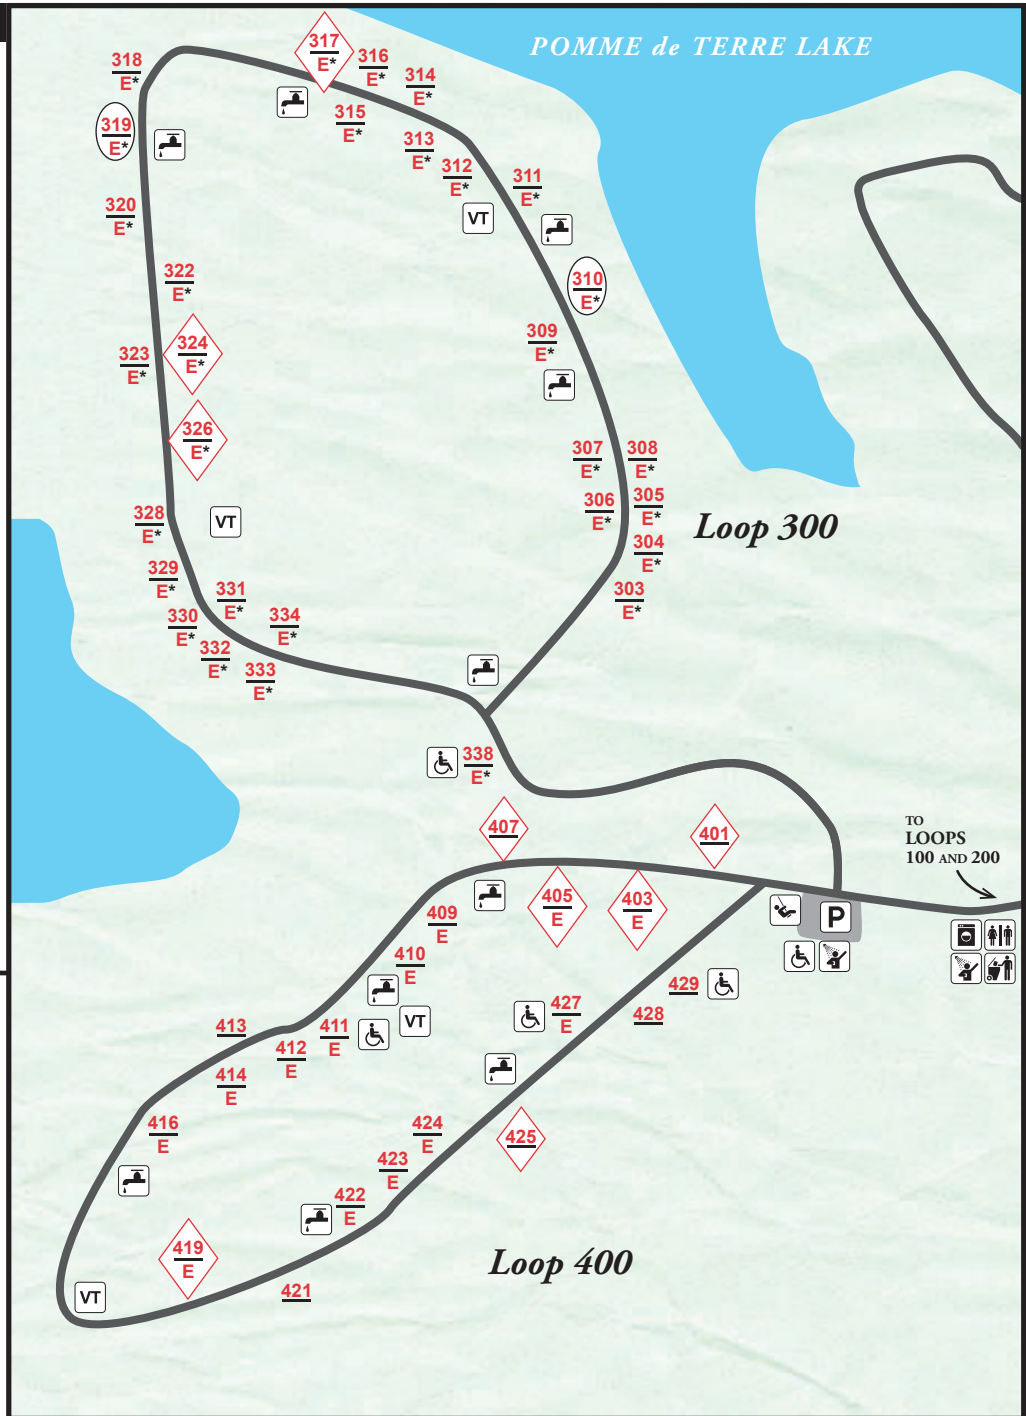 POMME de TERRE LAKE
317
E*
316
E*
318
E*
314
E*
315
E*
319
E*
313
E*
312
E*
311
E*
320
E*
VT
322
E*
310
E*
309
E*
323
E*
324
E*
326
E*
307
E*
308
E*
306
E*
305
E*
328
E*
VT
Loop 300
304
E*
329
E*
331
E*
303
E*
330
E*
334
E*
332
E*
333
E*
338
E*
407
401
TO
LOOPS
100 AND 200
405
E
403
E
P
409
E
410
E
429
427
E
428
VT
413
411
E
412
E
414
E
416
E
424
E
425
423
E
422
E
419
E
Loop 400
421
VT